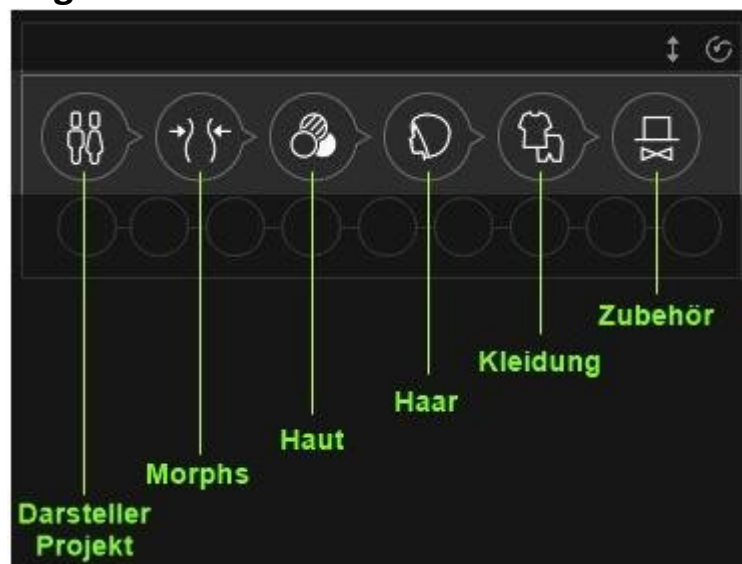 Zubehör
Kleidung
Haar
Haut
Morphs
Darsteller
Projekt